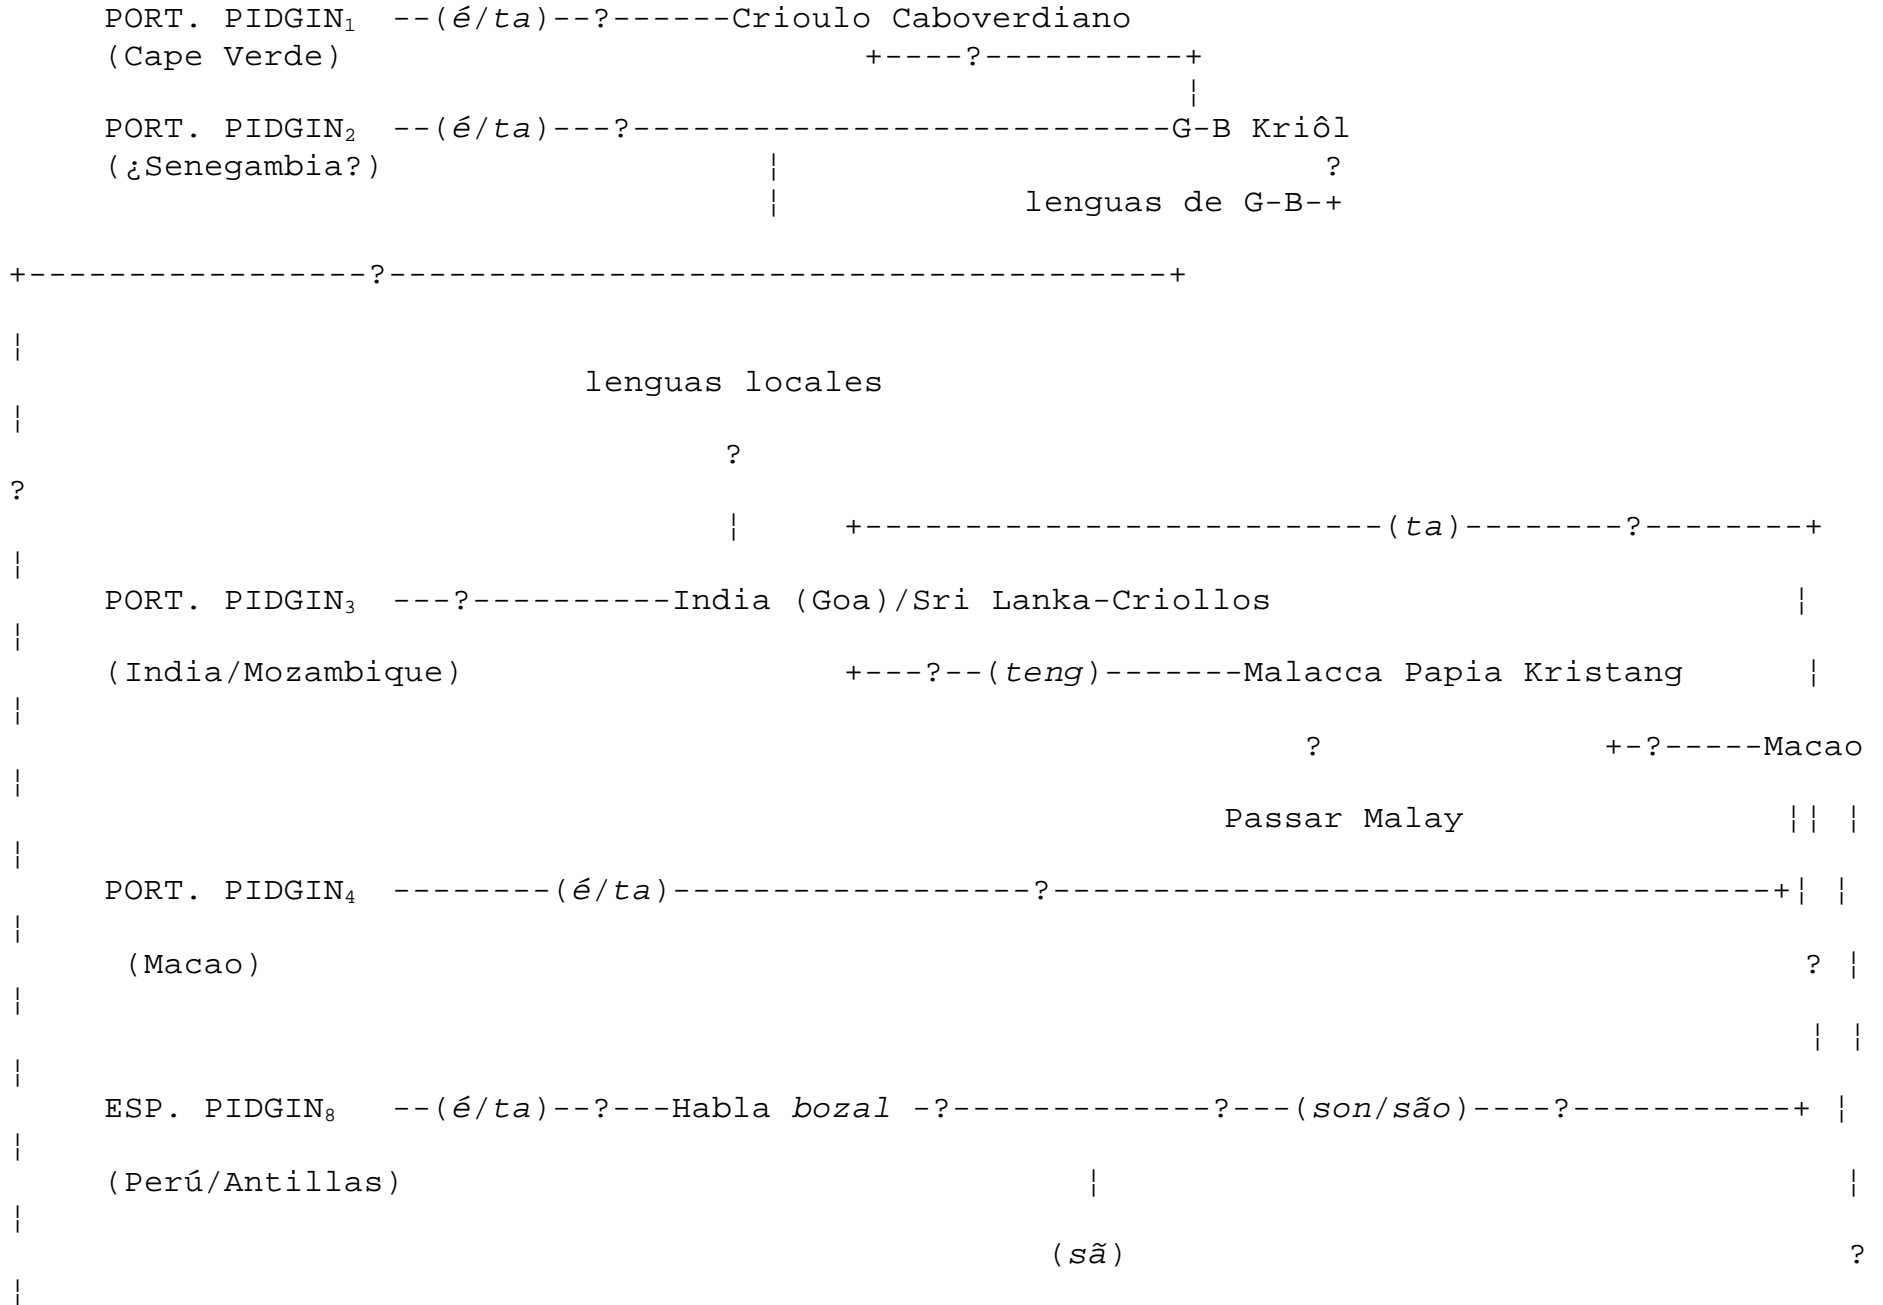 PORT. PIDGIN₁ --(é/ta)--?------Crioulo Caboverdiano
(Cape Verde) +----?----------+
¦
PORT. PIDGIN₂ --(é/ta)---?---------------------------G-B Kriôl
(¿Senegambia?) ¦ ?
¦ lenguas de G-B-+
+-----------------?---------------------------------------+
¦
lenguas locales
¦
?
?
¦ +--------------------------(ta)--------?--------+
¦
PORT. PIDGIN₃ ---?----------India (Goa)/Sri Lanka-Criollos ¦
¦
(India/Mozambique) +---?--(teng)-------Malacca Papia Kristang ¦
¦
? +-?-----Macao
¦
Passar Malay ¦¦ ¦
¦
PORT. PIDGIN₄ --------(é/ta)------------------?------------------------------------+¦ ¦
¦
(Macao) ? ¦
¦
¦ ¦
¦
ESP. PIDGIN₈ --(é/ta)--?---Habla bozal -?-------------?---(son/são)----?-----------+ ¦
¦
(Perú/Antillas) ¦ ¦
¦
(sã) ?
¦